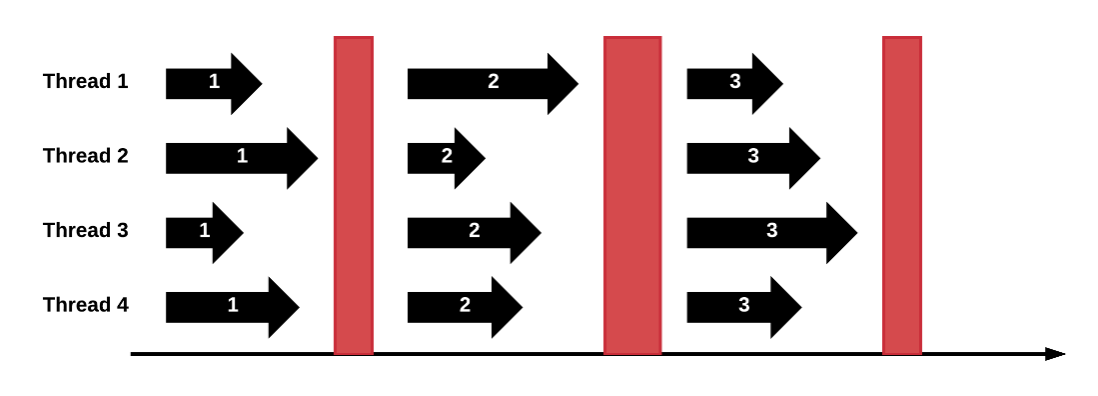 Thread 1 1 2 3
Thread 2 1 2 3
Thread 3 1 2 3
Thread 4 1 2 3